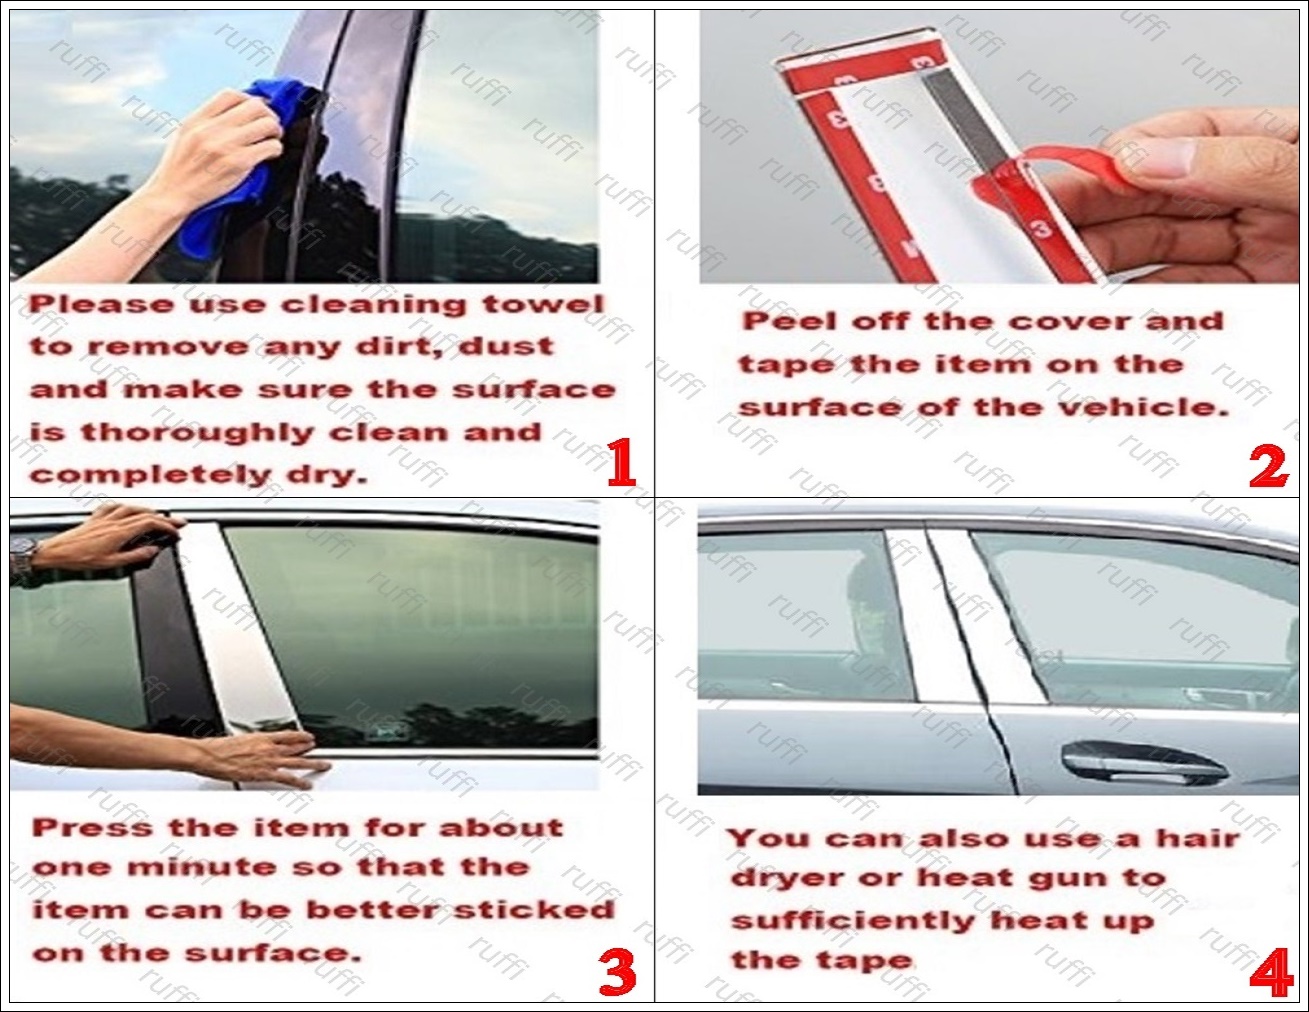 Please use cleaning towel
to remove any dirt, dust
and make sure the surface
is thoroughly clean and
completely dry.
1
Peel off the cover and
tape the item on the
surface of the vehicle.
2
Press the item for about
one minute so that the
item can be better sticked
on the surface.
3
You can also use a hair
dryer or heat gun to
sufficiently heat up
the tape
4
ruffi